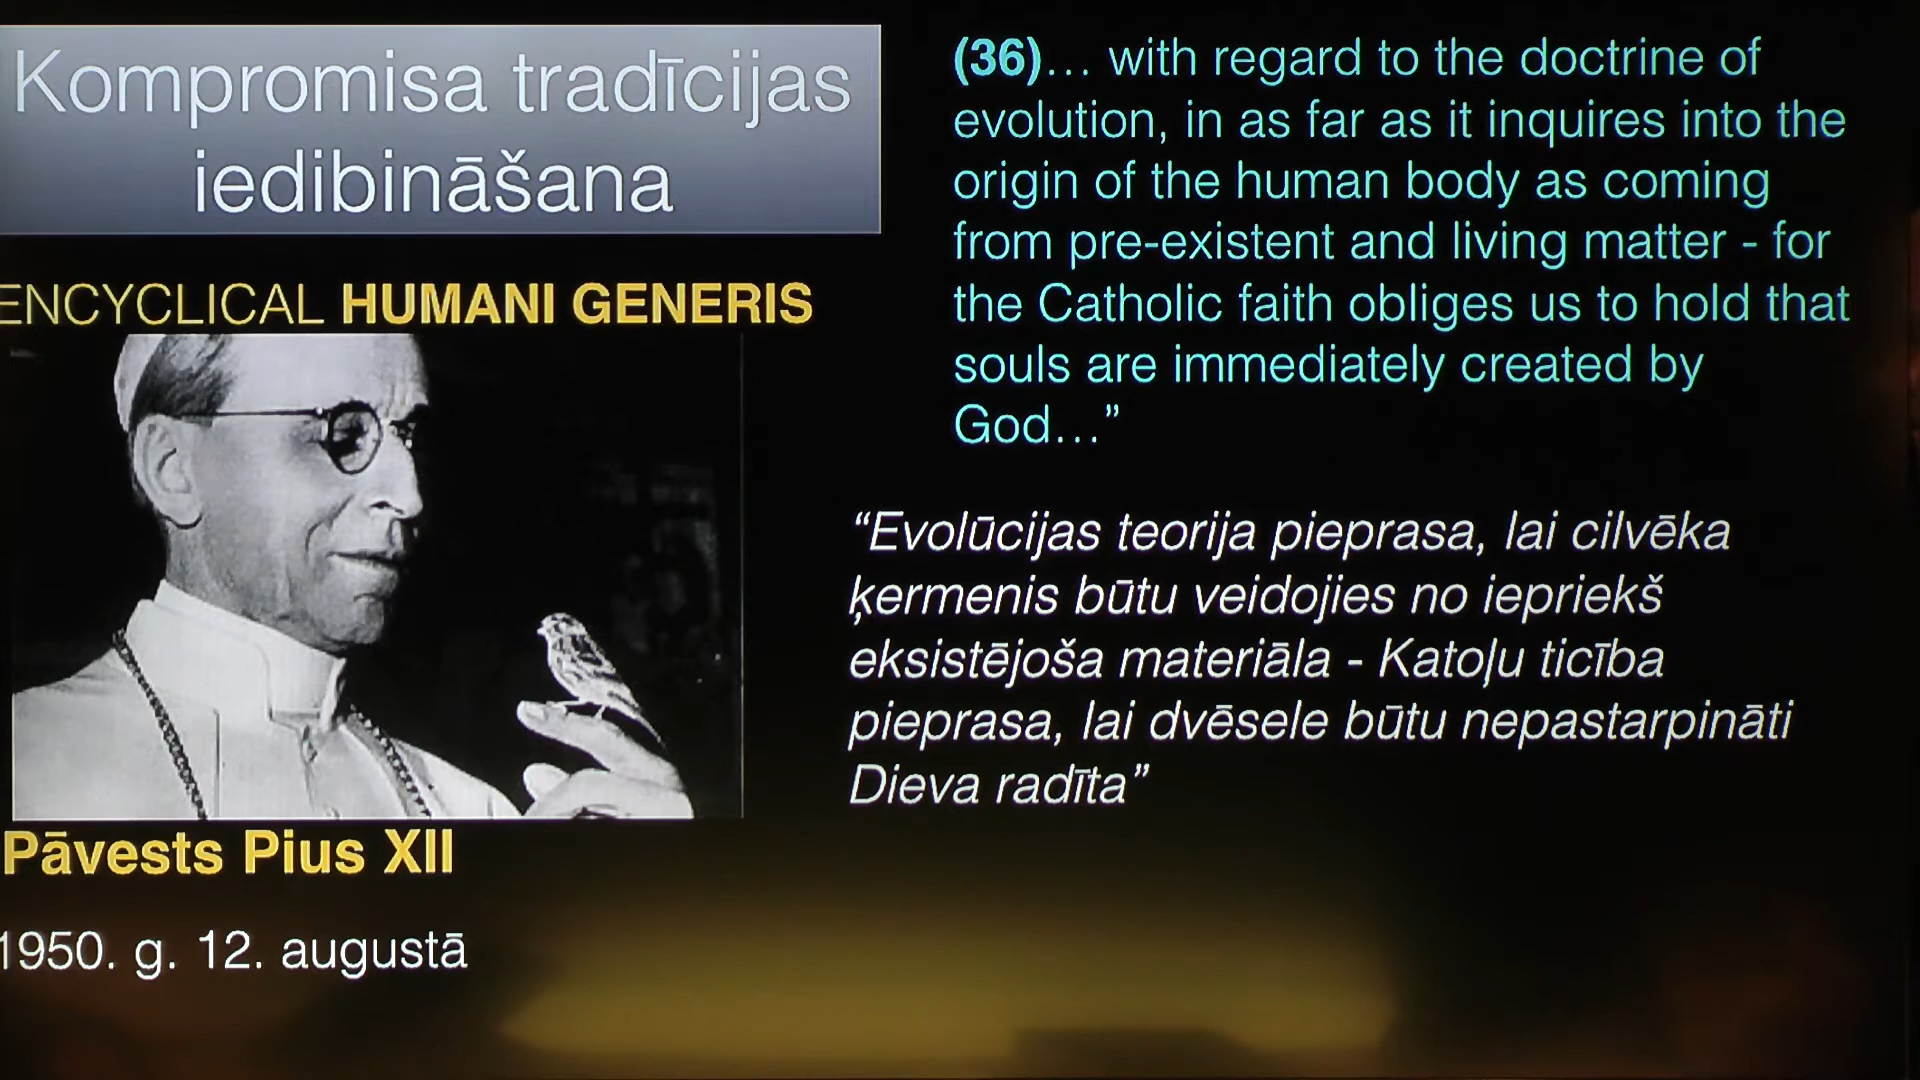 Kompromisa tradīcijas
iedibināšana
ENCYCLICAL HUMANI GENERIS
Pāvests Pius XII
1950. g. 12. augustā
(36)… with regard to the doctrine of
evolution, in as far as it inquires into the
origin of the human body as coming
from pre-existent and living matter - for
the Catholic faith obliges us to hold that
souls are immediately created by
God…”
“Evolūcijas teorija pieprasa, lai cilvēka
ķermenis būtu veidojies no iepriekš
eksistējoša materiāla - Katoļu ticība
pieprasa, lai dvēsele būtu nepastarpināti
Dieva radīta”